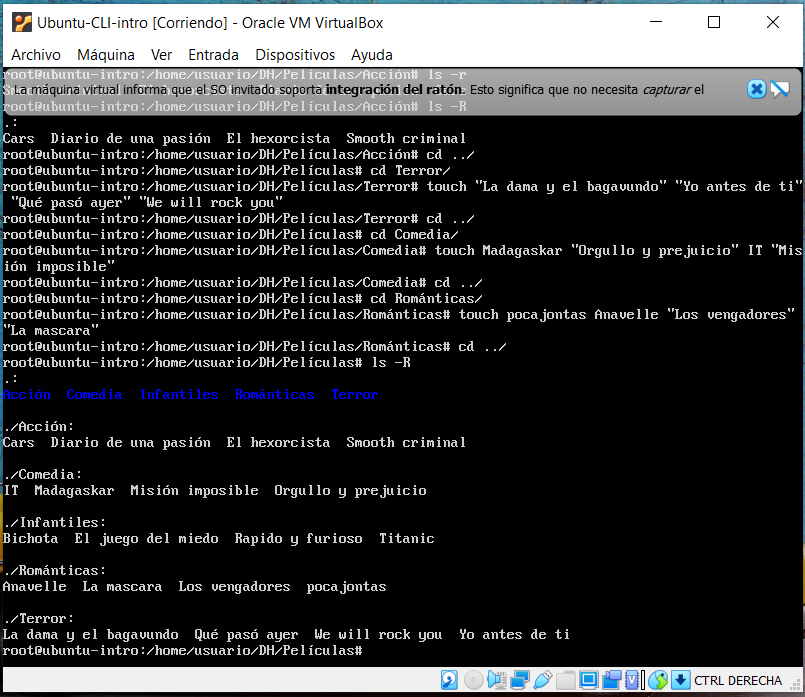 Ubuntu-CLI-intro [Corriendo] - Oracle VM VirtualBox
Archivo Máquina Ver Entrada Dispositivos Ayuda
root@ubuntu-intro:/home/usuario/DH/Películas/Acción# ls -r
La máquina virtual informa que el SO invitado soporta integración del ratón. Esto significa que no necesita capturar el
root@ubuntu-intro:/home/usuario/DH/Películas/Acción# ls -R
.:
Cars  Diario de una pasión  El hexorcista  Smooth criminal
root@ubuntu-intro:/home/usuario/DH/Películas/Acción# cd ../
root@ubuntu-intro:/home/usuario/DH/Películas# cd Terror/
root@ubuntu-intro:/home/usuario/DH/Películas/Terror# touch "La dama y el bagavundo" "Yo antes de ti"
"Qué pasó ayer" "We will rock you"
root@ubuntu-intro:/home/usuario/DH/Películas/Terror# cd ../
root@ubuntu-intro:/home/usuario/DH/Películas# cd Comedia/
root@ubuntu-intro:/home/usuario/DH/Películas/Comedia# touch Madagaskar "Orgullo y prejuicio" IT "Mis
ión imposible"
root@ubuntu-intro:/home/usuario/DH/Películas/Comedia# cd ../
root@ubuntu-intro:/home/usuario/DH/Películas# cd Románticas/
root@ubuntu-intro:/home/usuario/DH/Películas/Románticas# touch pocajontas Anavelle "Los vengadores"
"La mascara"
root@ubuntu-intro:/home/usuario/DH/Películas/Románticas# cd ../
root@ubuntu-intro:/home/usuario/DH/Películas# ls -R
.:
Acción  Comedia  Infantiles  Románticas  Terror
./Acción:
Cars  Diario de una pasión  El hexorcista  Smooth criminal
./Comedia:
IT  Madagaskar  Misión imposible  Orgullo y prejuicio
./Infantiles:
Bichota  El juego del miedo  Rapido y furioso  Titanic
./Románticas:
Anavelle  La mascara  Los vengadores  pocajontas
./Terror:
La dama y el bagavundo  Qué pasó ayer  We will rock you  Yo antes de ti
root@ubuntu-intro:/home/usuario/DH/Películas#
CTRL DERECHA